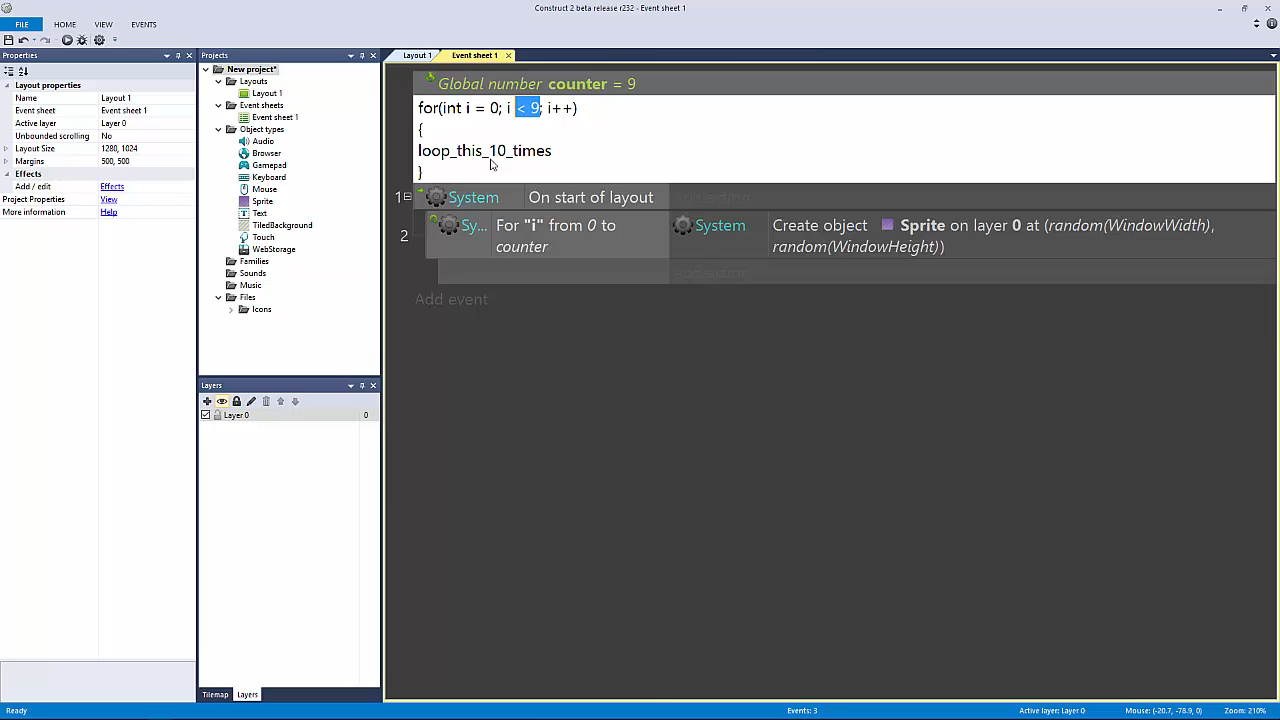 Construct 2 beta release r232 - Event sheet 1
FILE HOME VIEW EVENTS
Properties
Projects
Layout 1 Event sheet 1
Layout properties
Name Layout 1
Event sheet Event sheet 1
Active layer Layer 0
Unbounded scrolling No
Layout Size 1280, 1024
Margins 500, 500
Effects
Add / edit Effects
Project Properties View
More information Help
New project*
Layouts
Layout 1
Event sheets
Event sheet 1
Object types
Audio
Browser
Gamepad
Keyboard
Mouse
Sprite
Text
TiledBackground
Touch
WebStorage
Families
Sounds
Music
Files
Icons
Layers
Layer 0 0
Tilemap Layers
Global number counter = 9
for(int i = 0; i < 9; i++)
{
loop_this_10_times
}
1 System On start of layout Add action
2 Sy... For "i" from 0 to
counter
System Create object Sprite on layer 0 at (random(WindowWidth),
random(WindowHeight))
Add action
Add event
Ready Events: 3 Active layer: Layer 0 Mouse: (-20.7, -78.9, 0) Zoom: 210%